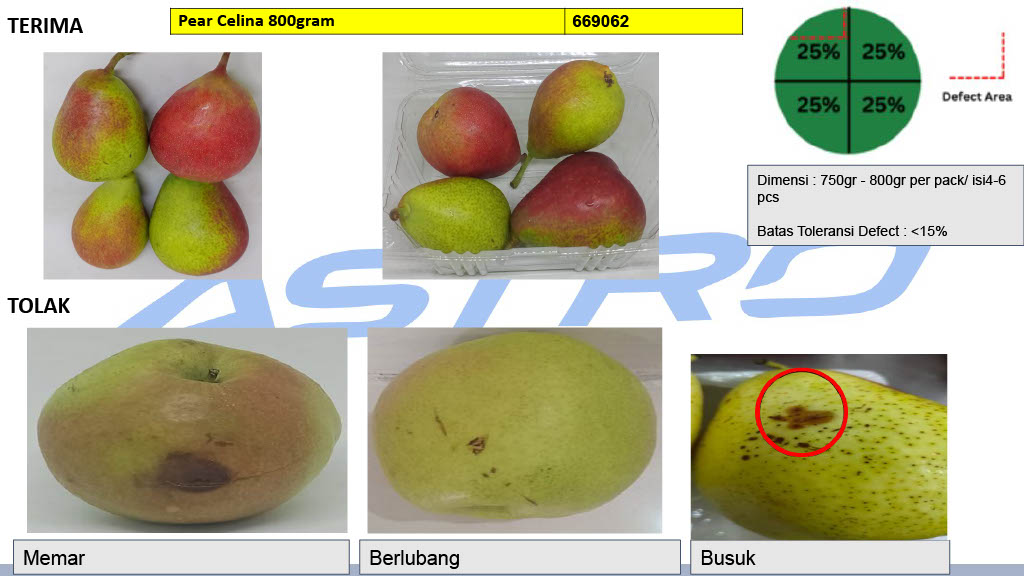 TERIMA
Pear Celina 800gram 669062
25% 25%
25% 25%
Defect Area
Dimensi : 750gr - 800gr per pack/ isi4-6
pcs
Batas Toleransi Defect : <15%
ASTRO
TOLAK
Memar
Berlubang
Busuk